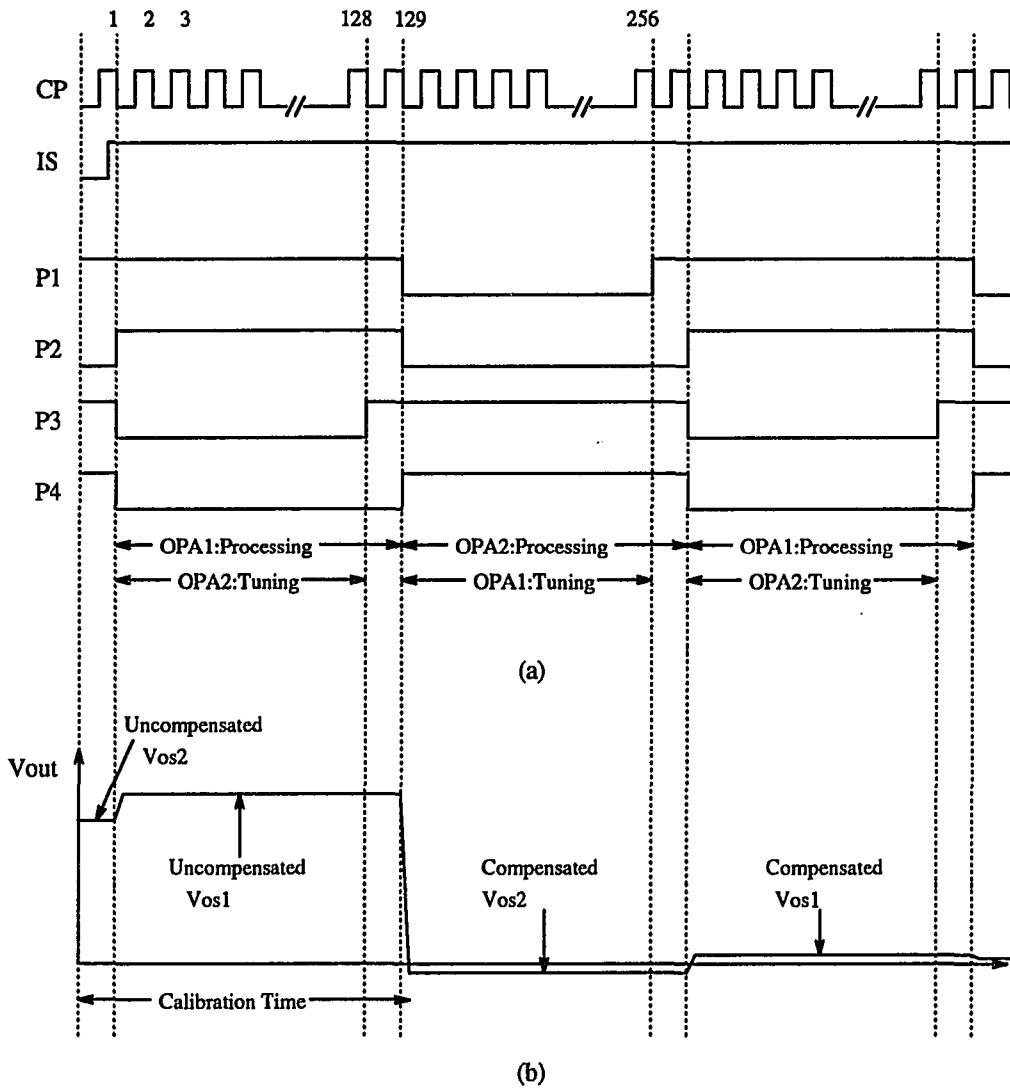 1 2 3 128 129 256
CP
IS
P1
P2
P3
P4
OPA1:Processing OPA2:Processing OPA1:Processing
OPA2:Tuning OPA1:Tuning OPA2:Tuning
(a)
Uncompensated
Vos2
Vout
Uncompensated
Vos1
Compensated
Vos2
Compensated
Vos1
Calibration Time
(b)